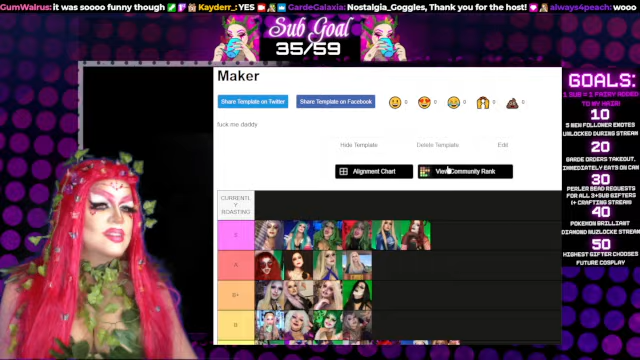 GumWalrus: it was soooo funny though Kayderr_: YES GardeGalaxia: Nostalgia_Goggles, Thank you for the host! always4peach: wooo
Sub Goal
35/59
Maker
Share Template on Twitter
Share Template on Facebook
0
0
0
0
0
fuck me daddy
Hide Template
Delete Template
Edit
Alignment Chart
View Community Rank
CURRENTL
Y
ROASTING
S
A
B+
B
GOALS:
1 SUB = 1 FAIRY ADDED
TO MY HAIR!
10
5 NEW FOLLOWER EMOTES
UNLOCKED DURING STREAM
20
GARDE ORDERS TAKEOUT,
IMMEDIATELY EATS ON CAM
30
PERLER BEAD REQUESTS
FOR ALL 3+SUB GIFTERS
1+ CRAFTING STREAM
40
POKEMON BRILLIANT
DIAMOND NUZLOCKE STREAM
50
HIGHEST GIFTER CHOOSES
FUTURE COSPLAY